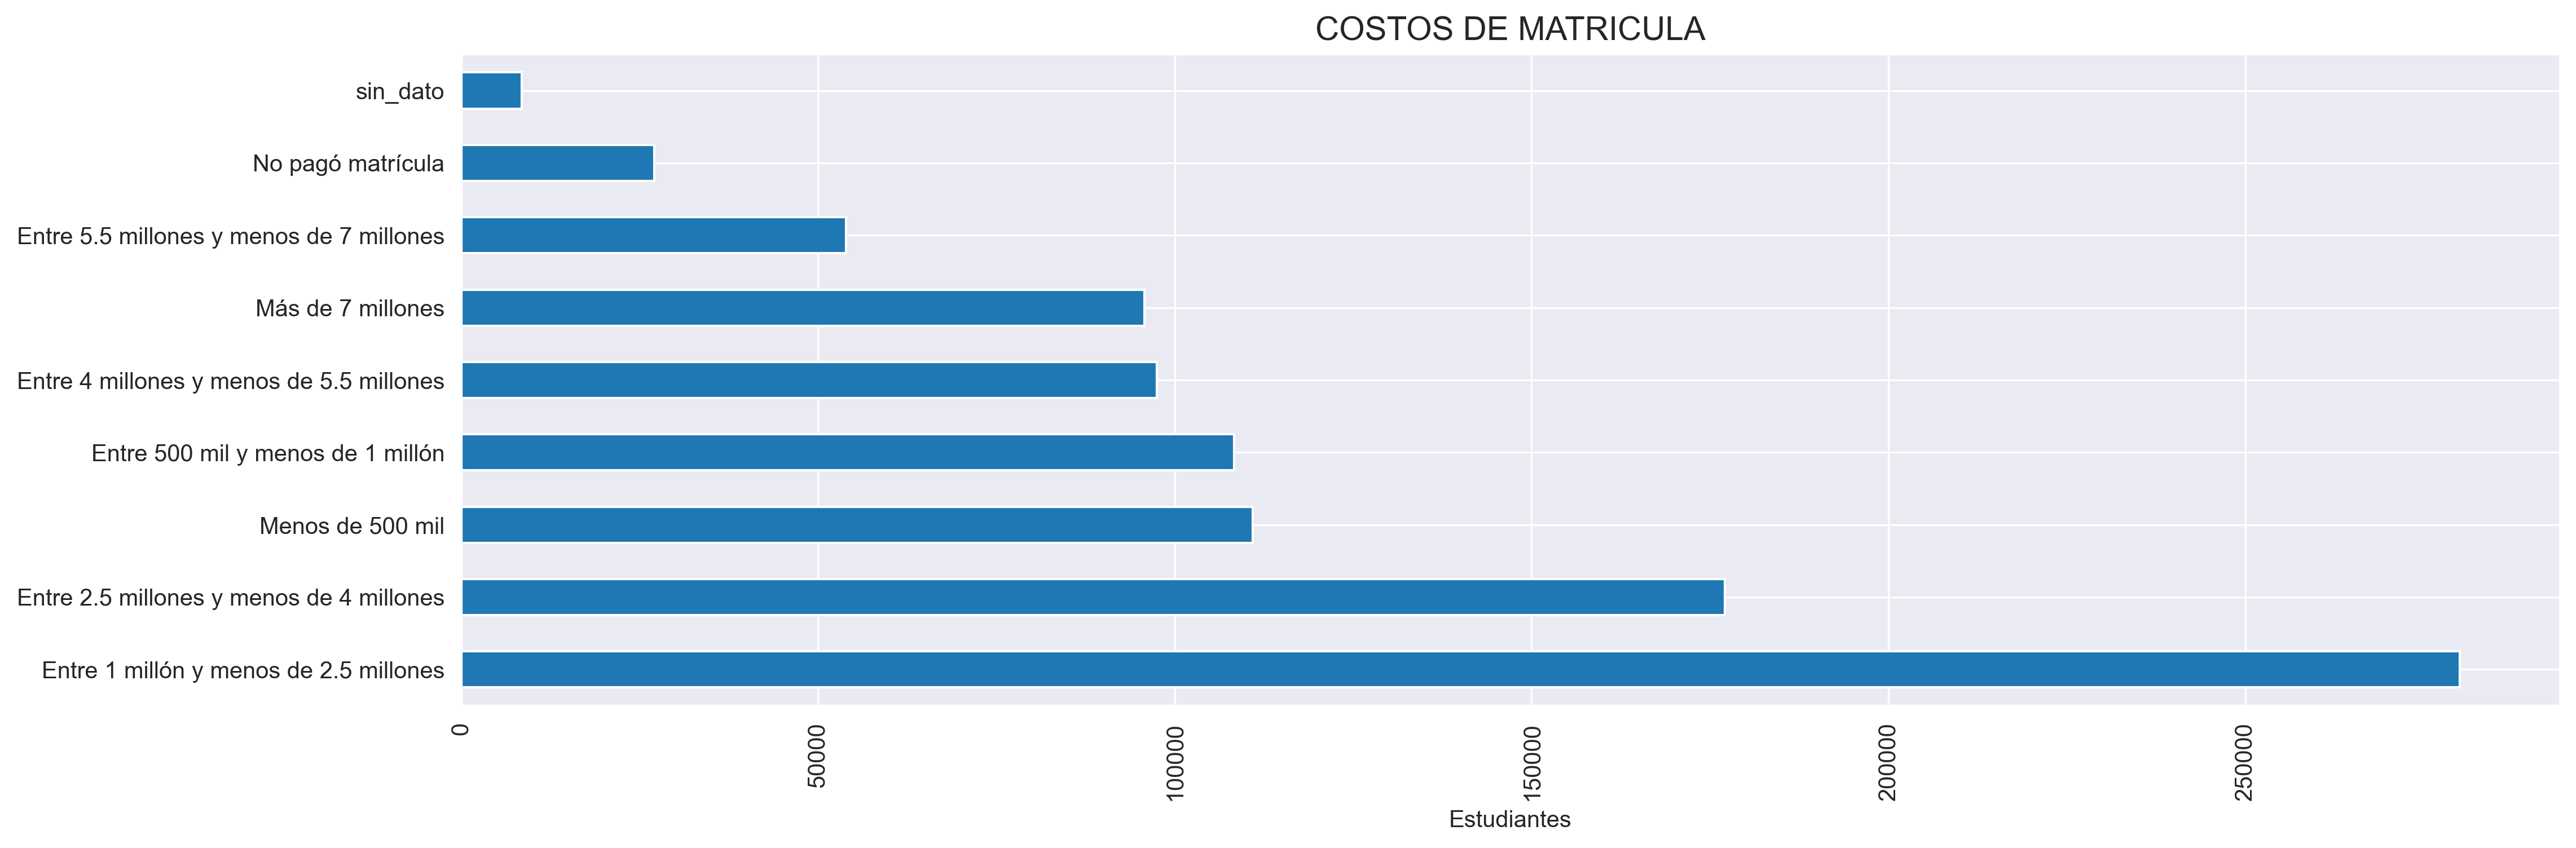 COSTOS DE MATRICULA
sin_dato
No pagó matrícula
Entre 5.5 millones y menos de 7 millones
Más de 7 millones
Entre 4 millones y menos de 5.5 millones
Entre 500 mil y menos de 1 millón
Menos de 500 mil
Entre 2.5 millones y menos de 4 millones
Entre 1 millón y menos de 2.5 millones
0
50000
100000
150000
200000
250000
Estudiantes